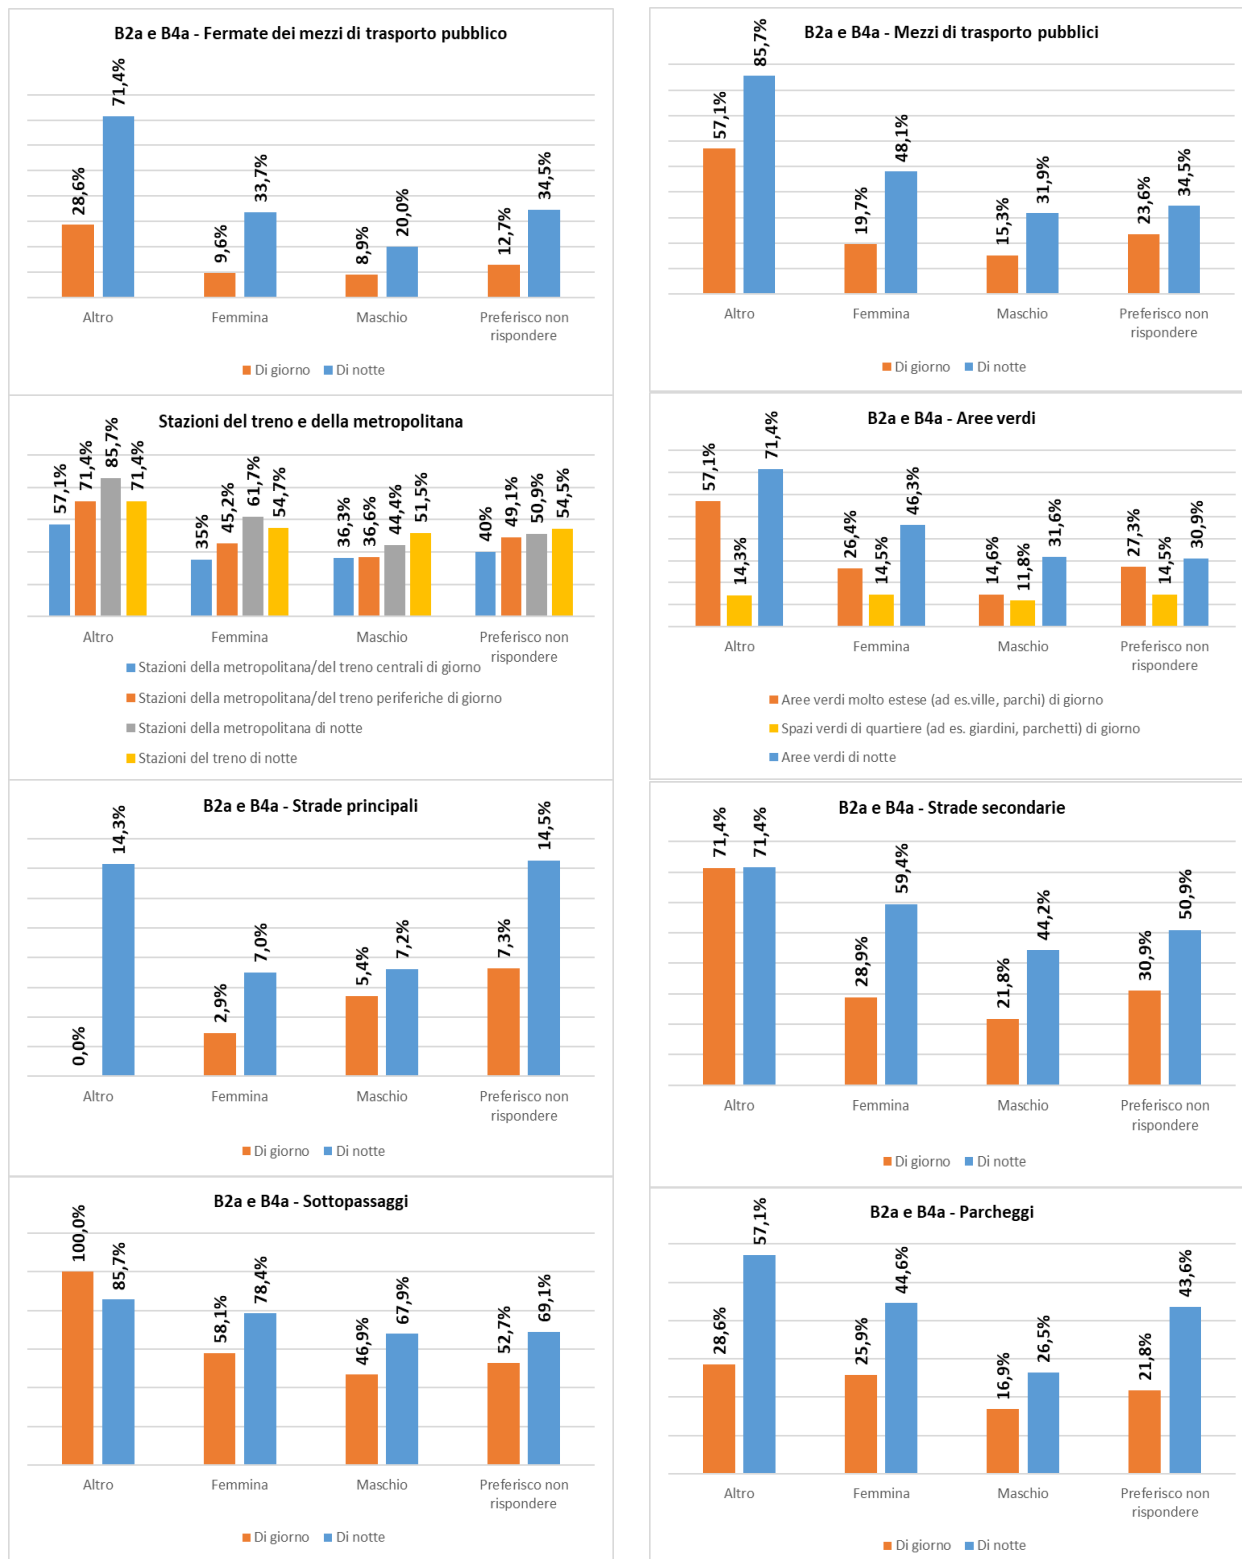 B2a e B4a - Fermate dei mezzi di trasporto pubblico
28,6%
71,4%
9,6%
33,7%
8,9%
20,0%
12,7%
34,5%
Altro
Femmina
Maschio
Preferisco non
rispondere
Di giorno
Di notte
B2a e B4a - Mezzi di trasporto pubblici
57,1%
85,7%
19,7%
48,1%
15,3%
31,9%
23,6%
34,5%
Altro
Femmina
Maschio
Preferisco non
rispondere
Di giorno
Di notte
Stazioni del treno e della metropolitana
57,1%
71,4%
85,7%
71,4%
35%
45,2%
61,7%
54,7%
36,3%
36,6%
44,4%
51,5%
40%
49,1%
50,9%
54,5%
Altro
Femmina
Maschio
Preferisco non
rispondere
Stazioni della metropolitana/del treno centrali di giorno
Stazioni della metropolitana/del treno periferiche di giorno
Stazioni della metropolitana di notte
Stazioni del treno di notte
B2a e B4a - Aree verdi
57,1%
14,3%
71,4%
26,4%
14,5%
46,3%
14,6%
11,8%
31,6%
27,3%
14,5%
30,9%
Altro
Femmina
Maschio
Preferisco non
rispondere
Aree verdi molto estese (ad es.ville, parchi) di giorno
Spazi verdi di quartiere (ad es. giardini, parchetti) di giorno
Aree verdi di notte
B2a e B4a - Strade principali
0,0%
14,3%
2,9%
7,0%
5,4%
7,2%
7,3%
14,5%
Altro
Femmina
Maschio
Preferisco non
rispondere
Di giorno
Di notte
B2a e B4a - Strade secondarie
71,4%
71,4%
28,9%
59,4%
21,8%
44,2%
30,9%
50,9%
Altro
Femmina
Maschio
Preferisco non
rispondere
Di giorno
Di notte
B2a e B4a - Sottopassaggi
100,0%
85,7%
58,1%
78,4%
46,9%
67,9%
52,7%
69,1%
Altro
Femmina
Maschio
Preferisco non
rispondere
Di giorno
Di notte
B2a e B4a - Parcheggi
28,6%
57,1%
25,9%
44,6%
16,9%
26,5%
21,8%
43,6%
Altro
Femmina
Maschio
Preferisco non
rispondere
Di giorno
Di notte